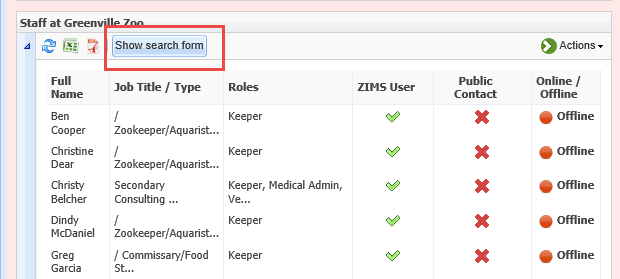 Staff at Greenville Zoo
Show search form
Actions
Full Name Job Title / Type Roles ZIMS User Public Contact Online / Offline
Ben Cooper / Zookeeper/Aquarist... Keeper Offline
Christine Dear / Zookeeper/Aquarist... Keeper Offline
Christy Belcher Secondary Consulting ... Keeper, Medical Admin, Ve... Offline
Dindy McDaniel / Zookeeper/Aquarist... Keeper Offline
Greg Garcia / Commissary/Food St... Keeper Offline